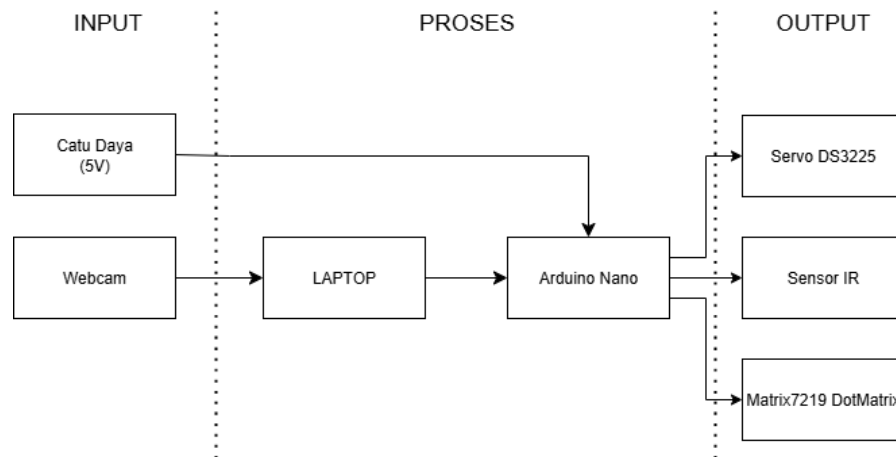 INPUT
PROSES
OUTPUT
Catu Daya
(5V)
Servo DS3225
Webcam
LAPTOP
Arduino Nano
Sensor IR
Matrix7219 DotMatrix